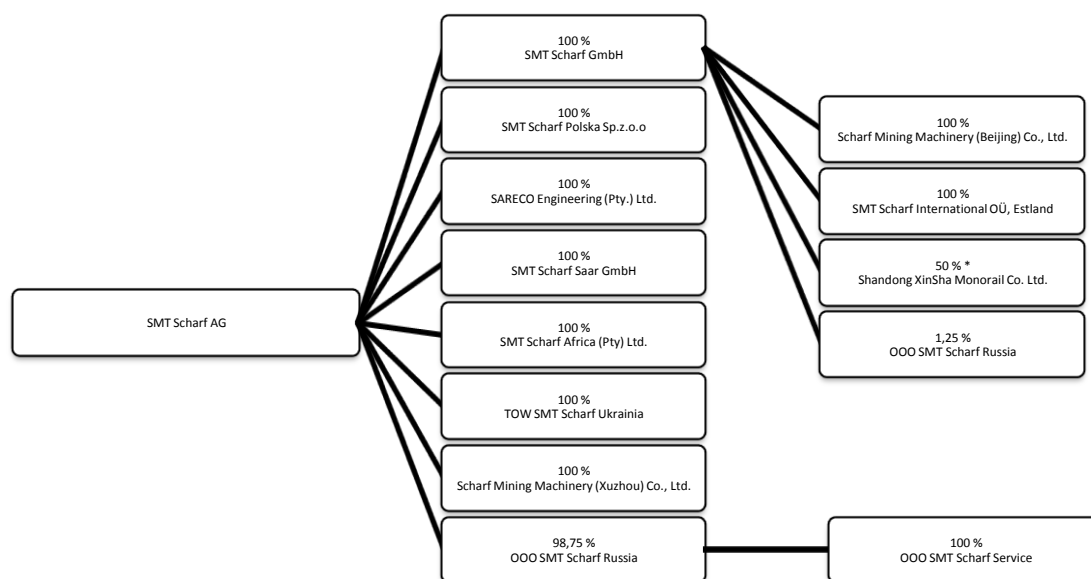 SMT Scharf AG
100 %
SMT Scharf GmbH
100 %
SMT Scharf Polska Sp.z.o.o
100 %
SARECO Engineering (Pty.) Ltd.
100 %
SMT Scharf Saar GmbH
100 %
SMT Scharf Africa (Pty) Ltd.
100 %
TOW SMT Scharf Ukrainia
100 %
Scharf Mining Machinery (Xuzhou) Co., Ltd.
98,75 %
OOO SMT Scharf Russia
100 %
Scharf Mining Machinery (Beijing) Co., Ltd.
100 %
SMT Scharf International OÜ, Estland
50 % *
Shandong XinSha Monorail Co. Ltd.
1,25 %
OOO SMT Scharf Russia
100 %
OOO SMT Scharf Service